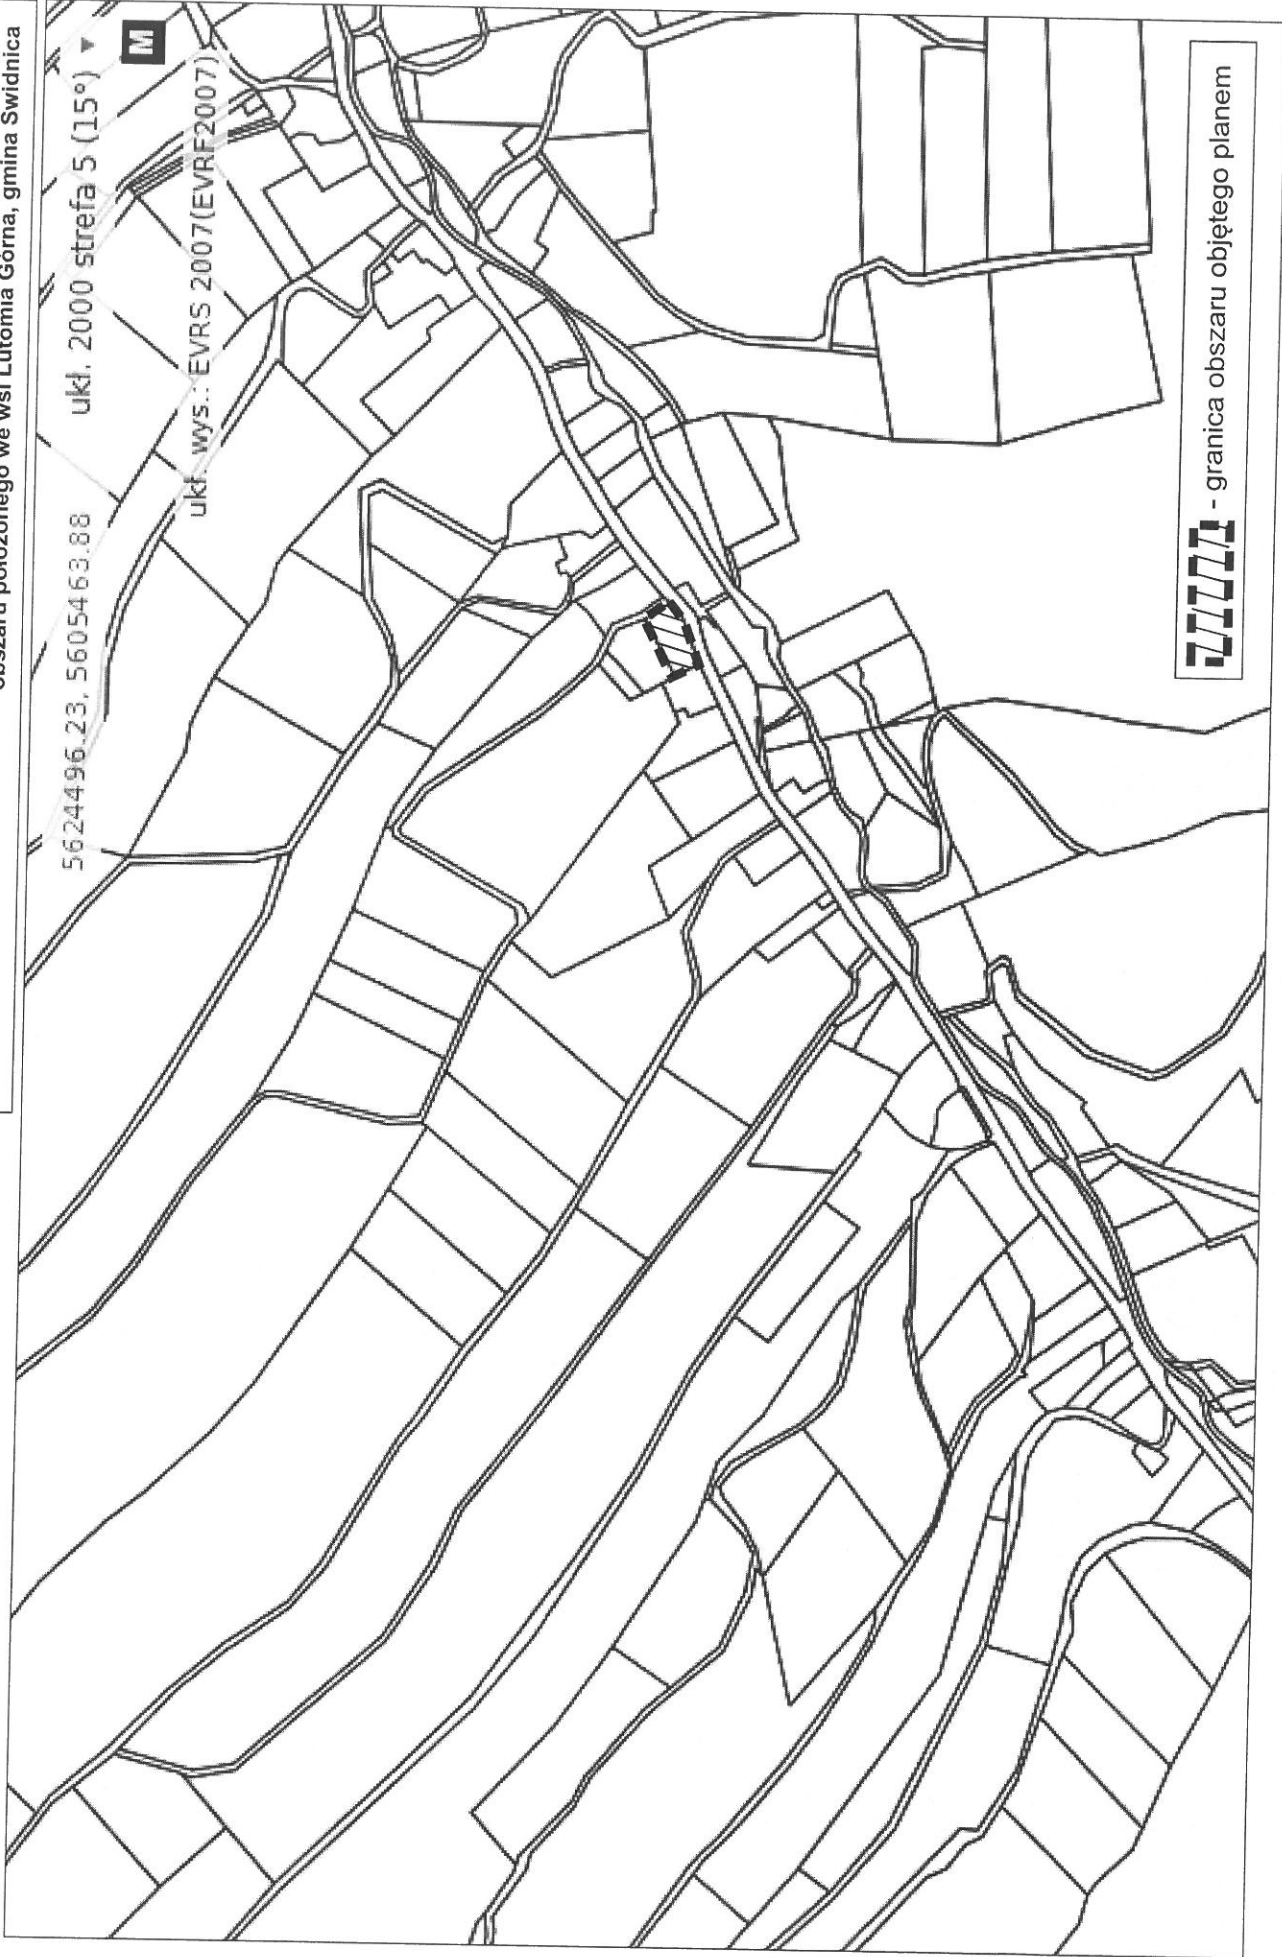 obszaru położonego we wsi Lutomia Górna, gmina Świdnica
5624496.23, 5605463.88 ukł. 2000 strefa 5 (15°) ▼
M
ukł. wys.: EVRS 2007(EVRF2007)
- granica obszaru objętego planem